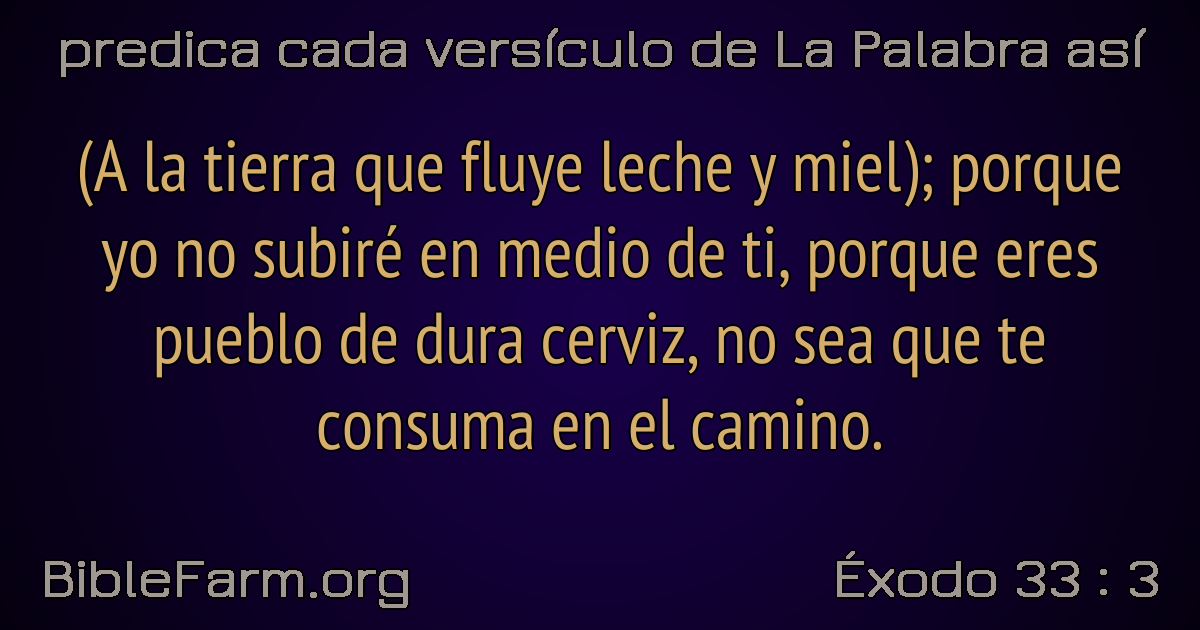 predica cada versículo de La Palabra así
(A la tierra que fluye leche y miel); porque
yo no subiré en medio de ti, porque eres
pueblo de dura cerviz, no sea que te
consuma en el camino.
BibleFarm.org
Éxodo 33 : 3